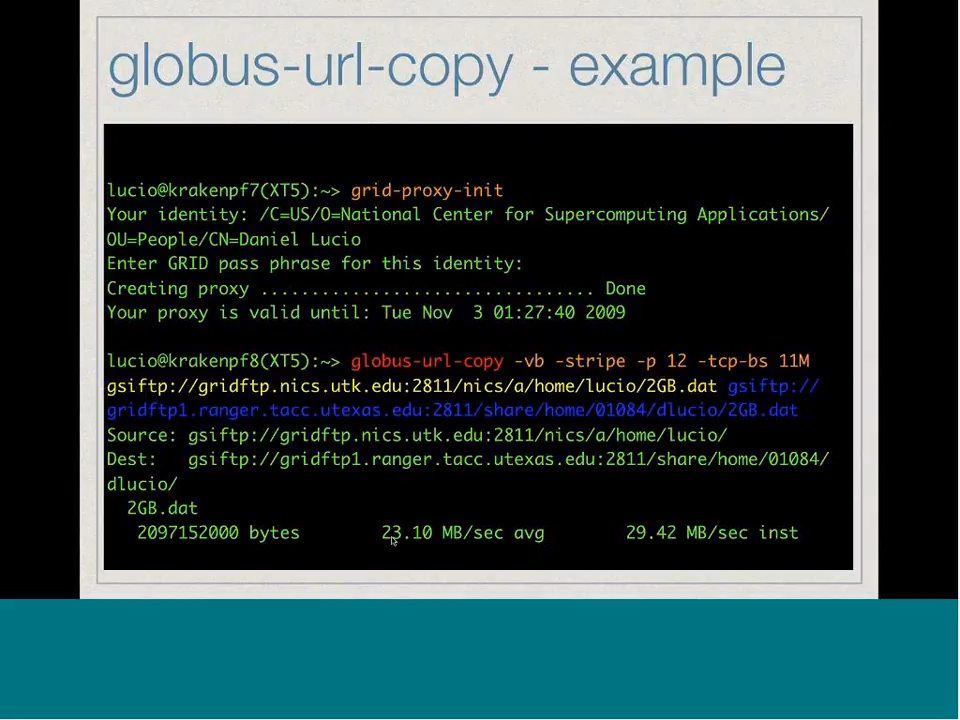 globus-url-copy - example
lucio@krakenpf7(XT5):~> grid-proxy-init
Your identity: /C=US/O=National Center for Supercomputing Applications/
OU=People/CN=Daniel Lucio
Enter GRID pass phrase for this identity:
Creating proxy ................................. Done
Your proxy is valid until: Tue Nov  3 01:27:40 2009
lucio@krakenpf8(XT5):~> globus-url-copy -vb -stripe -p 12 -tcp-bs 11M
gsiftp://gridftp.nics.utk.edu:2811/nics/a/home/lucio/2GB.dat gsiftp://
gridftp1.ranger.tacc.utexas.edu:2811/share/home/01084/dlucio/2GB.dat
Source: gsiftp://gridftp.nics.utk.edu:2811/nics/a/home/lucio/
Dest:   gsiftp://gridftp1.ranger.tacc.utexas.edu:2811/share/home/01084/
dlucio/
2GB.dat
2097152000 bytes        23.10 MB/sec avg        29.42 MB/sec inst